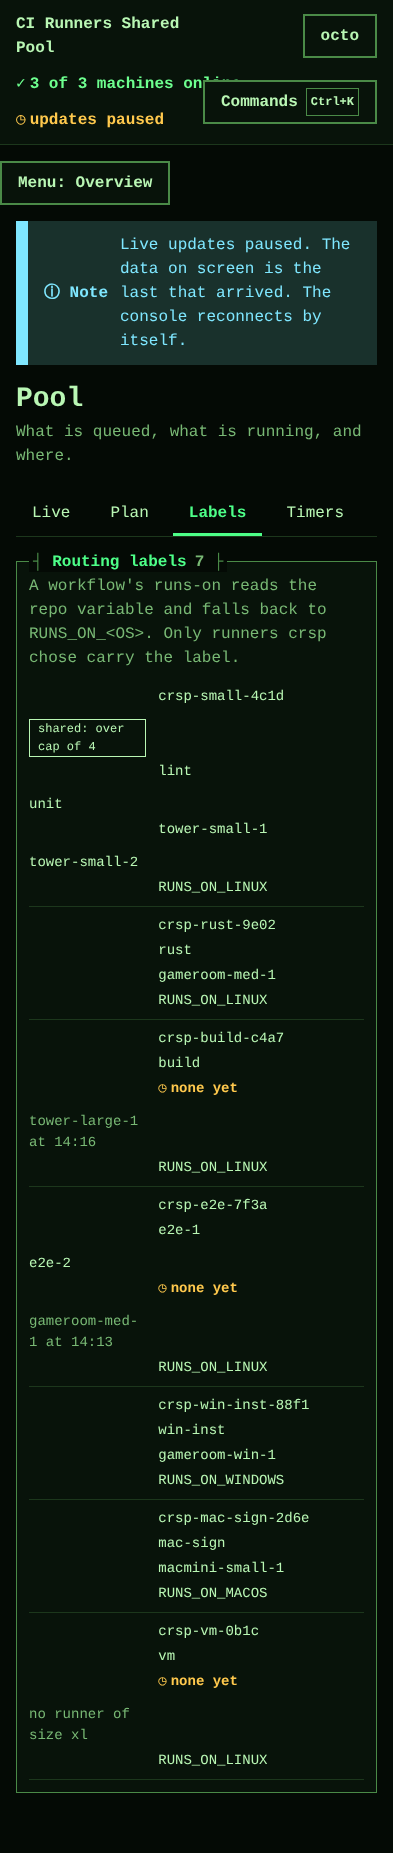 CI Runners Shared
Pool
octo
✓ 3 of 3 machines online
Commands Ctrl+K
◷ updates paused
Menu: Overview
ⓘ Note
Live updates paused. The
data on screen is the
last that arrived. The
console reconnects by
itself.
Pool
What is queued, what is running, and
where.
Live Plan Labels Timers
┤ Routing labels 7 ├
A workflow's runs-on reads the
repo variable and falls back to
RUNS_ON_<OS>. Only runners crsp
chose carry the label.
crsp-small-4c1d
shared: over
cap of 4
lint
unit
tower-small-1
tower-small-2
RUNS_ON_LINUX
crsp-rust-9e02
rust
gameroom-med-1
RUNS_ON_LINUX
crsp-build-c4a7
build
◷ none yet
tower-large-1
at 14:16
RUNS_ON_LINUX
crsp-e2e-7f3a
e2e-1
e2e-2
◷ none yet
gameroom-med-
1 at 14:13
RUNS_ON_LINUX
crsp-win-inst-88f1
win-inst
gameroom-win-1
RUNS_ON_WINDOWS
crsp-mac-sign-2d6e
mac-sign
macmini-small-1
RUNS_ON_MACOS
crsp-vm-0b1c
vm
◷ none yet
no runner of
size xl
RUNS_ON_LINUX